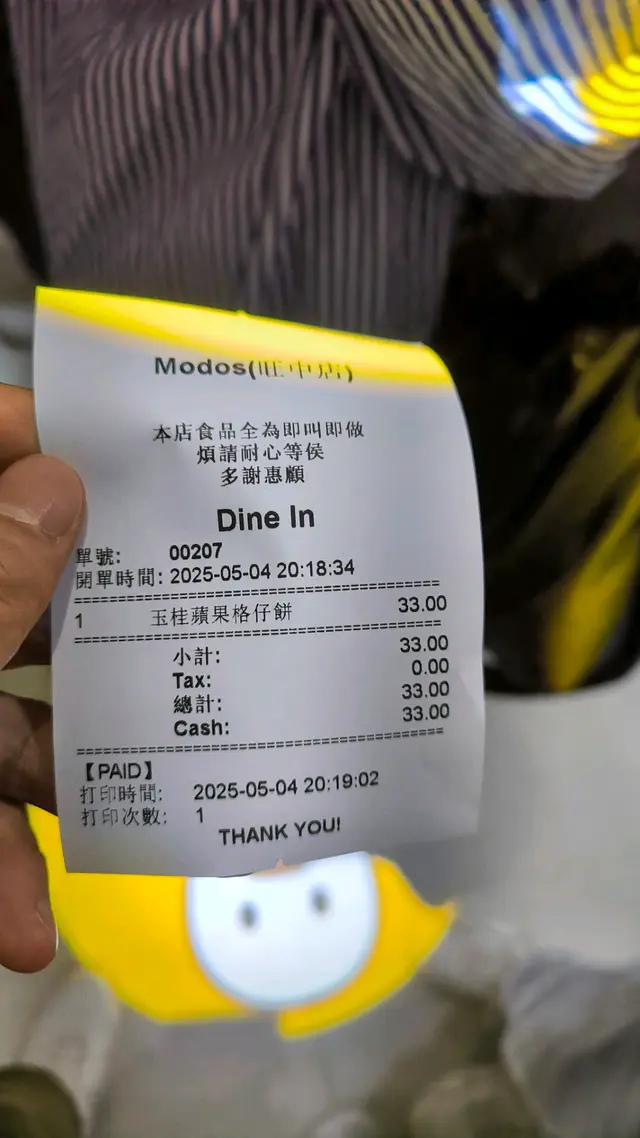 Modos(旺中店)
本店食品全為即叫即做
煩請耐心等侯
多謝惠顧
Dine In
單號: 00207
開單時間: 2025-05-04 20:18:34
1 玉桂蘋果格仔餅 33.00
小計: 33.00
Tax: 0.00
總計: 33.00
Cash: 33.00
【PAID】
打印時間: 2025-05-04 20:19:02
打印次數: 1
THANK YOU!